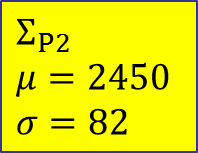 Σ_P2
μ = 2450
σ = 82